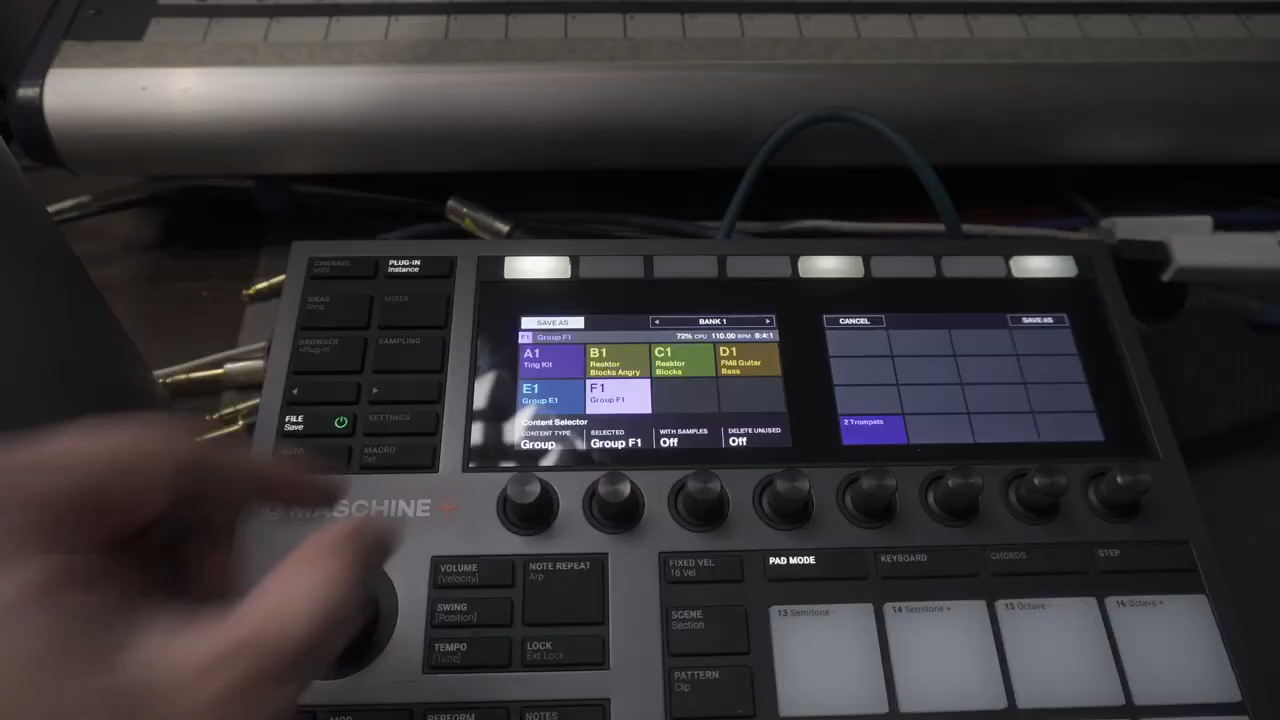 CHANNEL
MIDI
PLUG-IN
Instance
IDEAS
Song
MIXER
BROWSER
+Plug-in
SAMPLING
FILE
Save
SETTINGS
AUTO
MACRO
Set
MASCHINE +
SAVE AS
BANK 1
F1 Group F1
72% CPU 110.00 BPM 8:4:1
A1
Ting Kit
B1
Reaktor
Blocks Angry
C1
Reaktor
Blocks
D1
FM8 Guitar
Bass
E1
Group E1
F1
Group F1
Content Selector
CONTENT TYPE
Group
SELECTED
Group F1
WITH SAMPLES
Off
DELETE UNUSED
Off
CANCEL
SAVE AS
2 Trompets
VOLUME
[Velocity]
NOTE REPEAT
Arp
SWING
[Position]
TEMPO
[Tune]
LOCK
Ext Lock
FIXED VEL
16 Vel
PAD MODE
KEYBOARD
CHORDS
STEP
SCENE
Section
PATTERN
Clip
13 Semitone -
14 Semitone +
15 Octave -
16 Octave +
PERFORM
NOTES